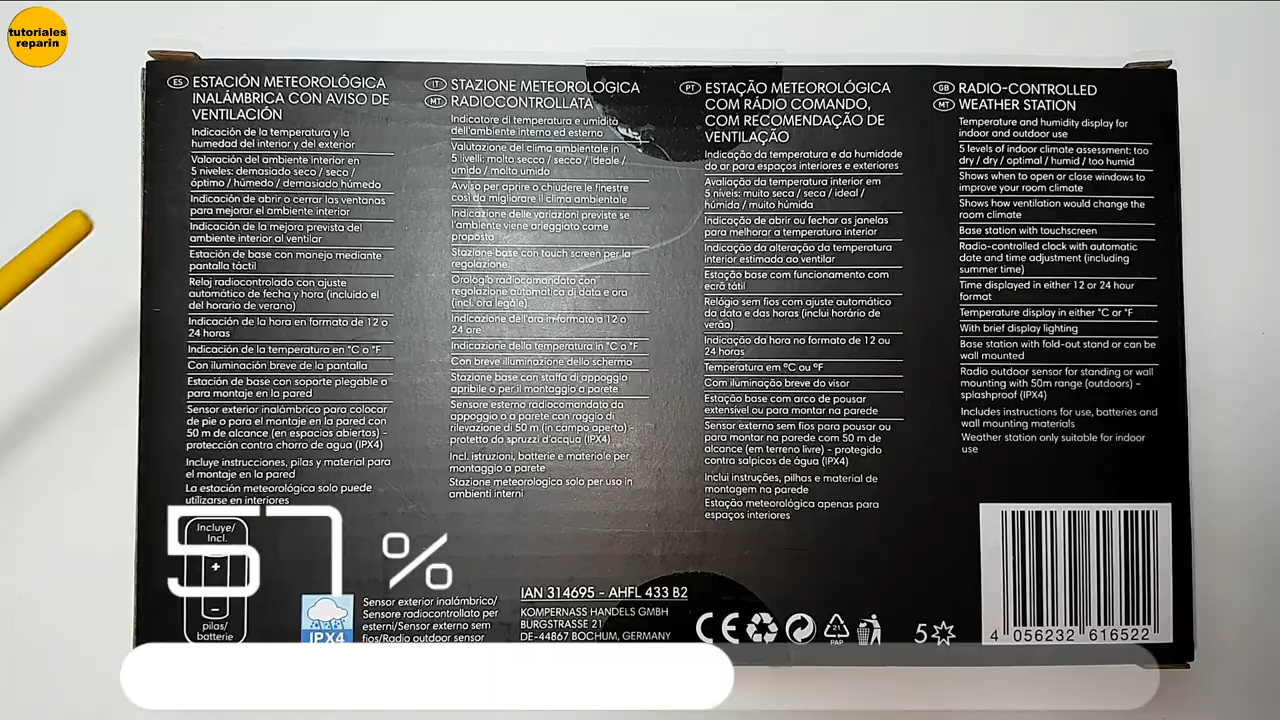 tutoriales
reparin
ES ESTACIÓN METEOROLÓGICA
INALÁMBRICA CON AVISO DE
VENTILACIÓN
Indicación de la temperatura y la
humedad del interior y del exterior
Valoración del ambiente interior en
5 niveles: demasiado seco / seco /
óptimo / húmedo / demasiado húmedo
Indicación de abrir o cerrar las ventanas
para mejorar el ambiente interior
Indicación de la mejora prevista del
ambiente interior al ventilar
Estación de base con manejo mediante
pantalla táctil
Reloj radiocontrolado con ajuste
automático de fecha y hora (incluido el
del horario de verano)
Indicación de la hora en formato de 12 o
24 horas
Indicación de la temperatura en °C o °F
Con iluminación breve de la pantalla
Estación de base con soporte plegable o
para montaje en la pared
Sensor exterior inalámbrico para colocar
de pie o para el montaje en la pared con
50 m de alcance (en espacios abiertos) –
protección contra chorro de agua (IPX4)
Incluye instrucciones, pilas y material para
el montaje en la pared
La estación meteorológica solo puede
utilizarse en interiores
IT STAZIONE METEOROLOGICA
MT RADIOCONTROLLATA
Indicatore di temperatura e umidità
dell'ambiente interno ed esterno
Valutazione del clima ambientale in
5 livelli: molto secco / secco / ideale /
umido / molto umido
Avviso per aprire o chiudere le finestre
così da migliorare il clima ambientale
Indicazione delle variazioni previste se
l'ambiente viene arieggiato come
proposto
Stazione base con touch screen per la
regolazione
Orologio radiocomandato con
regolazione automatica di data e ora
(incl. ora legale)
Indicazione dell'ora in formato a 12 o
24 ore
Indicazione della temperatura in °C o °F
Con breve illuminazione dello schermo
Stazione base con staffa di appoggio
apribile o per il montaggio a parete
Sensore esterno radiocomandato da
appoggio o a parete con raggio di
rilevazione di 50 m (in campo aperto) –
protetto da spruzzi d'acqua (IPX4)
Incl. istruzioni, batterie e materiale per
montaggio a parete
Stazione meteorologica solo per uso in
ambienti interni
PT ESTAÇÃO METEOROLÓGICA
COM RÁDIO COMANDO,
COM RECOMENDAÇÃO DE
VENTILAÇÃO
Indicação da temperatura e da humidade
do ar para espaços interiores e exteriores
Avaliação da temperatura interior em
5 níveis: muito seca / seca / ideal /
húmida / muito húmida
Indicação de abrir ou fechar as janelas
para melhorar a temperatura interior
Indicação da alteração da temperatura
interior estimada ao ventilar
Estação base com funcionamento com
ecrã tátil
Relógio sem fios com ajuste automático
da data e das horas (inclui horário de
verão)
Indicação da hora no formato de 12 ou
24 horas
Temperatura em °C ou °F
Com iluminação breve do visor
Estação base com arco de pousar
extensível ou para montar na parede
Sensor externo sem fios para pousar ou
para montar na parede com 50 m de
alcance (em terreno livre) – protegido
contra salpicos de água (IPX4)
Inclui instruções, pilhas e material de
montagem na parede
Estação meteorológica apenas para
espaços interiores
GB RADIO-CONTROLLED
MT WEATHER STATION
Temperature and humidity display for
indoor and outdoor use
5 levels of indoor climate assessment: too
dry / dry / optimal / humid / too humid
Shows when to open or close windows to
improve your room climate
Shows how ventilation would change the
room climate
Base station with touchscreen
Radio-controlled clock with automatic
date and time adjustment (including
summer time)
Time displayed in either 12 or 24 hour
format
Temperature display in either °C or °F
With brief display lighting
Base station with fold-out stand or can be
wall mounted
Radio outdoor sensor for standing or wall
mounting with 50m range (outdoors) –
splashproof (IPX4)
Includes instructions for use, batteries and
wall mounting materials
Weather station only suitable for indoor
use
57 %
Incluye/
Incl.
+
–
pilas/
batterie
IPX4
Sensor exterior inalámbrico/
Sensore radiocontrollato per
esterni/Sensor externo sem
fios/Radio outdoor sensor
IAN 314695 - AHFL 433 B2
KOMPERNASS HANDELS GMBH
BURGSTRASSE 21
DE-44867 BOCHUM, GERMANY
CE
21
PAP
5
4 056232 616522